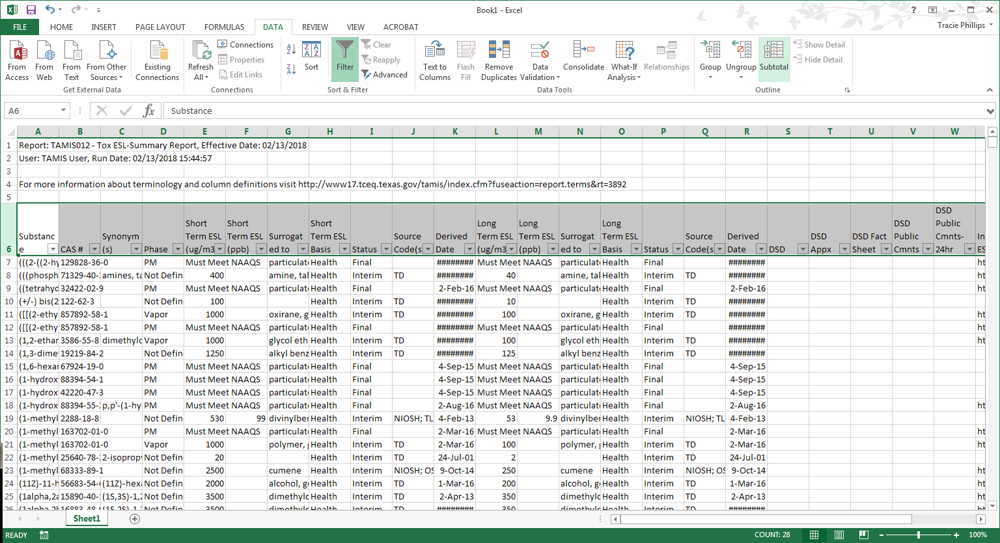 Book1 - Excel
?
FILE HOME INSERT PAGE LAYOUT FORMULAS DATA REVIEW VIEW ACROBAT
Tracie Phillips
From Access
From Web
From Text
From Other Sources
Existing Connections
Get External Data
Refresh All
Connections
Properties
Edit Links
Connections
Sort
Filter
Clear
Reapply
Advanced
Sort & Filter
Text to Columns
Flash Fill
Remove Duplicates
Data Validation
Consolidate
What-If Analysis
Relationships
Data Tools
Group
Ungroup
Subtotal
Show Detail
Hide Detail
Outline
A6 fx Substance
A B C D E F G H I J K L M N O P Q R S T U V W
1 Report: TAMIS012 - Tox ESL-Summary Report, Effective Date: 02/13/2018
2 User: TAMIS User, Run Date: 02/13/2018 15:44:57
3
4 For more information about terminology and column definitions visit http://www17.tceq.texas.gov/tamis/index.cfm?fuseaction=report.terms&rt=3892
5
6 Substance CAS # Synonym(s) Phase Short Term ESL (ug/m3 Short Term ESL (ppb) Surrogated to Short Term ESL Basis Status Source Code(s Derived Date Long Term ESL (ug/m3 Long Term ESL (ppb) Surrogated to Long Term ESL Basis Status Source Code(s Derived Date DSD DSD Appx DSD Fact Sheet DSD Public Cmnts DSD Public Cmnts-24hr In ES
7 (((2-((2-hy 129828-36-0 PM Must Meet NAAQS particulate Health Final ######## Must Meet NAAQS particulate Health Final ######## ht
8 (((phosph 71329-40- amines, ta Not Defin 400 amine, tal Health Interim TD ######## 40 amine, tal Health Interim TD ######## ht
9 ((tetrahyd 32422-02-9 PM Must Meet NAAQS particulate Health Final 2-Feb-16 Must Meet NAAQS particulate Health Final 2-Feb-16 ht
10 (+/-) bis(2 122-62-3 Not Defin 100 Health Interim TD ######## 10 Health Interim TD ########
11 ([[(2-ethy 857892-58-1 Vapor 1000 oxirane, g Health Interim TD ######## 100 oxirane, g Health Interim TD ######## ht
12 ([[(2-ethy 857892-58-1 PM Must Meet NAAQS particulate Health Final ######## Must Meet NAAQS particulate Health Final ######## ht
13 (1,2-ethar 3586-55-8 dimethylo Vapor 1000 glycol eth Health Interim TD ######## 100 glycol eth Health Interim TD ######## ht
14 (1,3-dime 19219-84-2 Not Defin 1250 alkyl benz Health Interim TD ######## 125 alkyl benz Health Interim TD ########
15 (1,6-hexar 67924-19-0 PM Must Meet NAAQS particulate Health Final 4-Sep-15 Must Meet NAAQS particulate Health Final 4-Sep-15
16 (1-hydrox 88394-54-1 PM Must Meet NAAQS particulate Health Final 4-Sep-15 Must Meet NAAQS particulate Health Final 4-Sep-15
17 (1-hydrox 42220-47-3 PM Must Meet NAAQS particulate Health Final 4-Sep-15 Must Meet NAAQS particulate Health Final 4-Sep-15
18 (1-hydrox 88394-55- p,p'-(1-hy PM Must Meet NAAQS particulate Health Final 2-Aug-16 Must Meet NAAQS particulate Health Final 2-Aug-16 ht
19 (1-methyl 2288-18-8 Not Defin 530 99 divinylber Health Interim NIOSH; TL 4-Feb-13 53 9.9 divinylber Health Interim NIOSH; TL 4-Feb-13 ht
20 (1-methyl 163702-01-0 PM Must Meet NAAQS particulate Health Final 2-Mar-16 Must Meet NAAQS particulate Health Final 2-Mar-16 ht
21 (1-methyl 163702-01-0 Vapor 1000 polymer, Health Interim TD 2-Mar-16 100 polymer, Health Interim TD 2-Mar-16 ht
22 (1-methyl 25640-78- 2-isopropy Not Defin 20 Health Interim TD 24-Jul-01 2 Health Interim TD 24-Jul-01
23 (1-methyl 68333-89-1 Not Defin 2500 cumene Health Interim NIOSH; OS 9-Oct-14 250 cumene Health Interim NIOSH; OS 9-Oct-14 ht
24 (11Z)-11-h 56683-54- (11Z)-hexa Not Defin 2000 alcohol, g Health Interim TD 1-Mar-16 200 alcohol, g Health Interim TD 1-Mar-16 ht
25 (1alpha,2a 15890-40- (1S,3S)-1,2 Not Defin 3500 dimethylc Health Interim TD 2-Apr-13 350 dimethylc Health Interim TD 2-Apr-13 ht
26 (1alpha,2b 16883-48- (1S,2S)-1, Not Defin 3500 dimethylc Health Interim TD ######## 350 dimethylc Health Interim TD ######## ht
Sheet1
READY COUNT: 28 100%